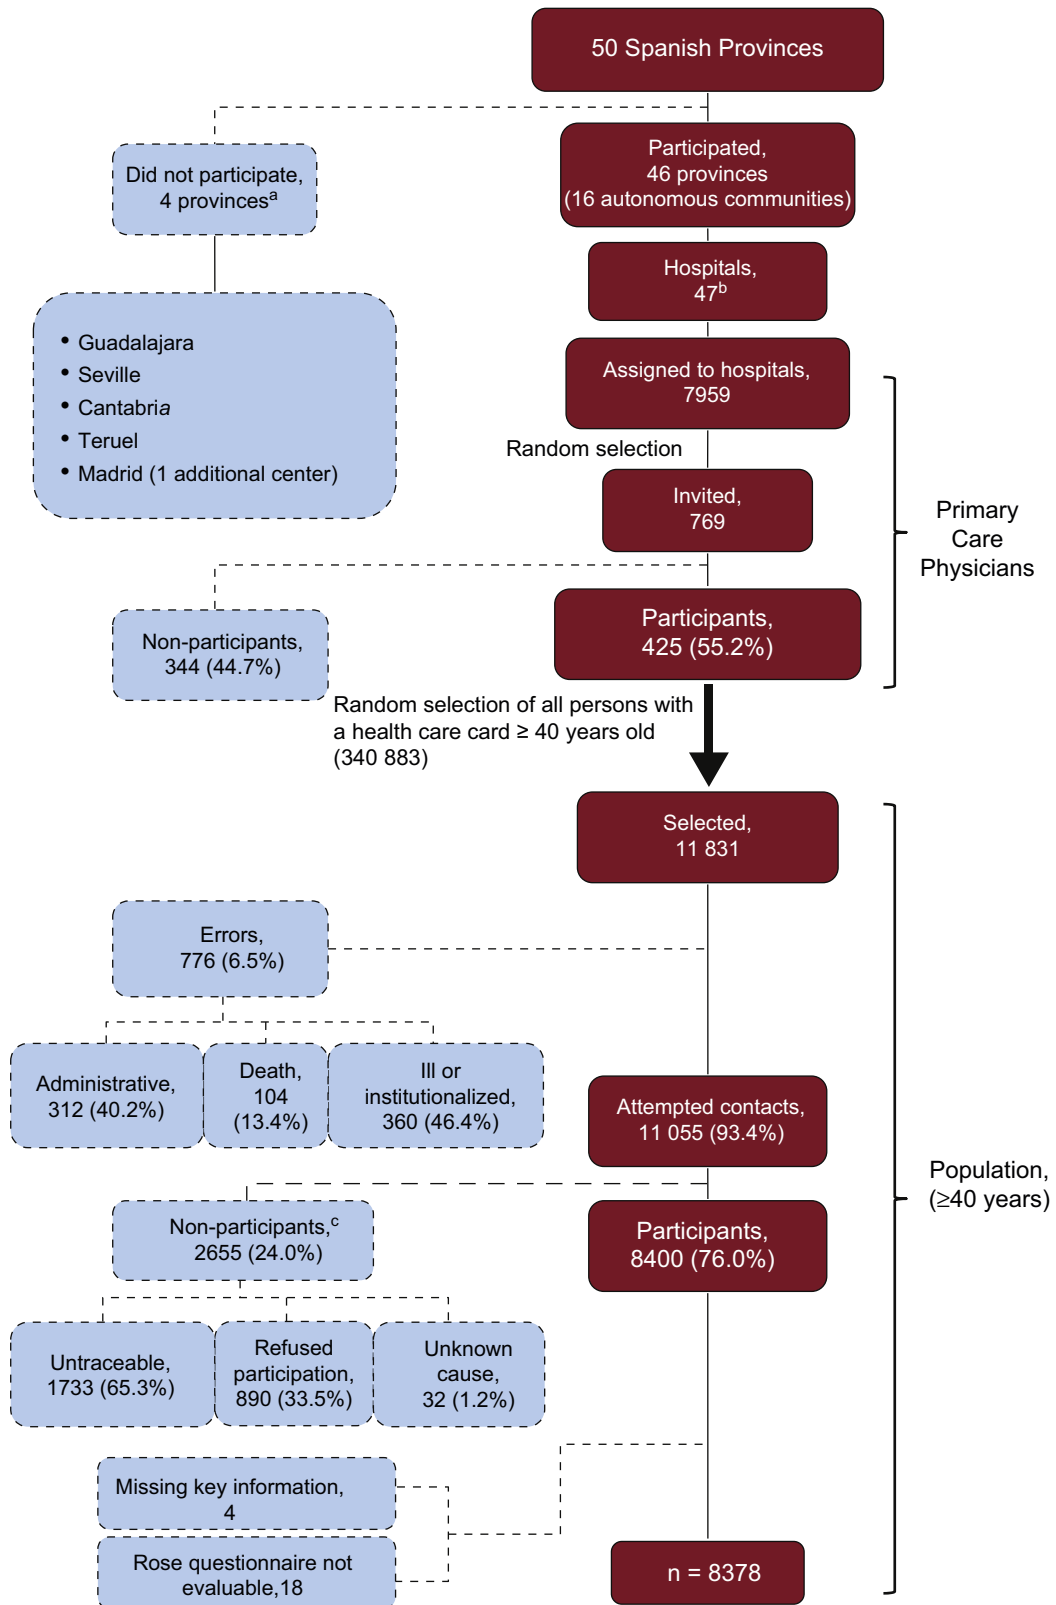 50 Spanish Provinces
Did not participate,
4 provincesᵃ
Participated,
46 provinces
(16 autonomous communities)
Hospitals,
47ᵇ
• Guadalajara
• Seville
• Cantabria
• Teruel
• Madrid (1 additional center)
Assigned to hospitals,
7959
Random selection
Invited,
769
Primary
Care
Physicians
Non-participants,
344 (44.7%)
Participants,
425 (55.2%)
Random selection of all persons with
a health care card ≥ 40 years old
(340 883)
Selected,
11 831
Errors,
776 (6.5%)
Administrative,
312 (40.2%)
Death,
104
(13.4%)
Ill or
institutionalized,
360 (46.4%)
Attempted contacts,
11 055 (93.4%)
Population,
(≥40 years)
Non-participants,ᶜ
2655 (24.0%)
Participants,
8400 (76.0%)
Untraceable,
1733 (65.3%)
Refused
participation,
890 (33.5%)
Unknown
cause,
32 (1.2%)
Missing key information,
4
Rose questionnaire not
evaluable,18
n = 8378